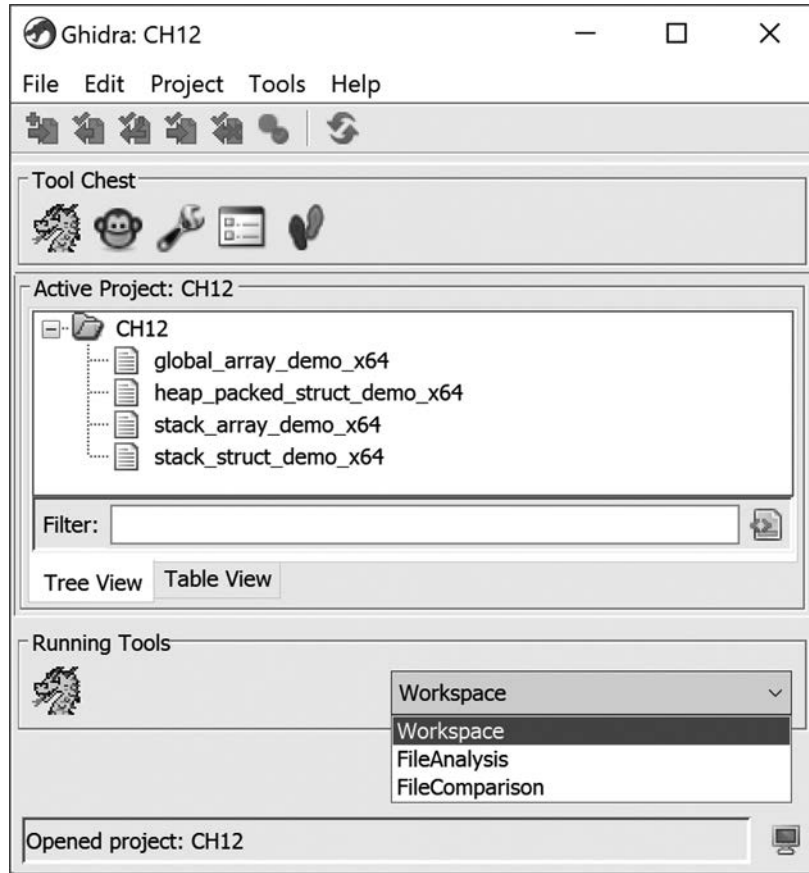 Ghidra: CH12
File Edit Project Tools Help
Tool Chest
Active Project: CH12
CH12
global_array_demo_x64
heap_packed_struct_demo_x64
stack_array_demo_x64
stack_struct_demo_x64
Filter:
Tree View Table View
Running Tools
Workspace
Workspace
FileAnalysis
FileComparison
Opened project: CH12